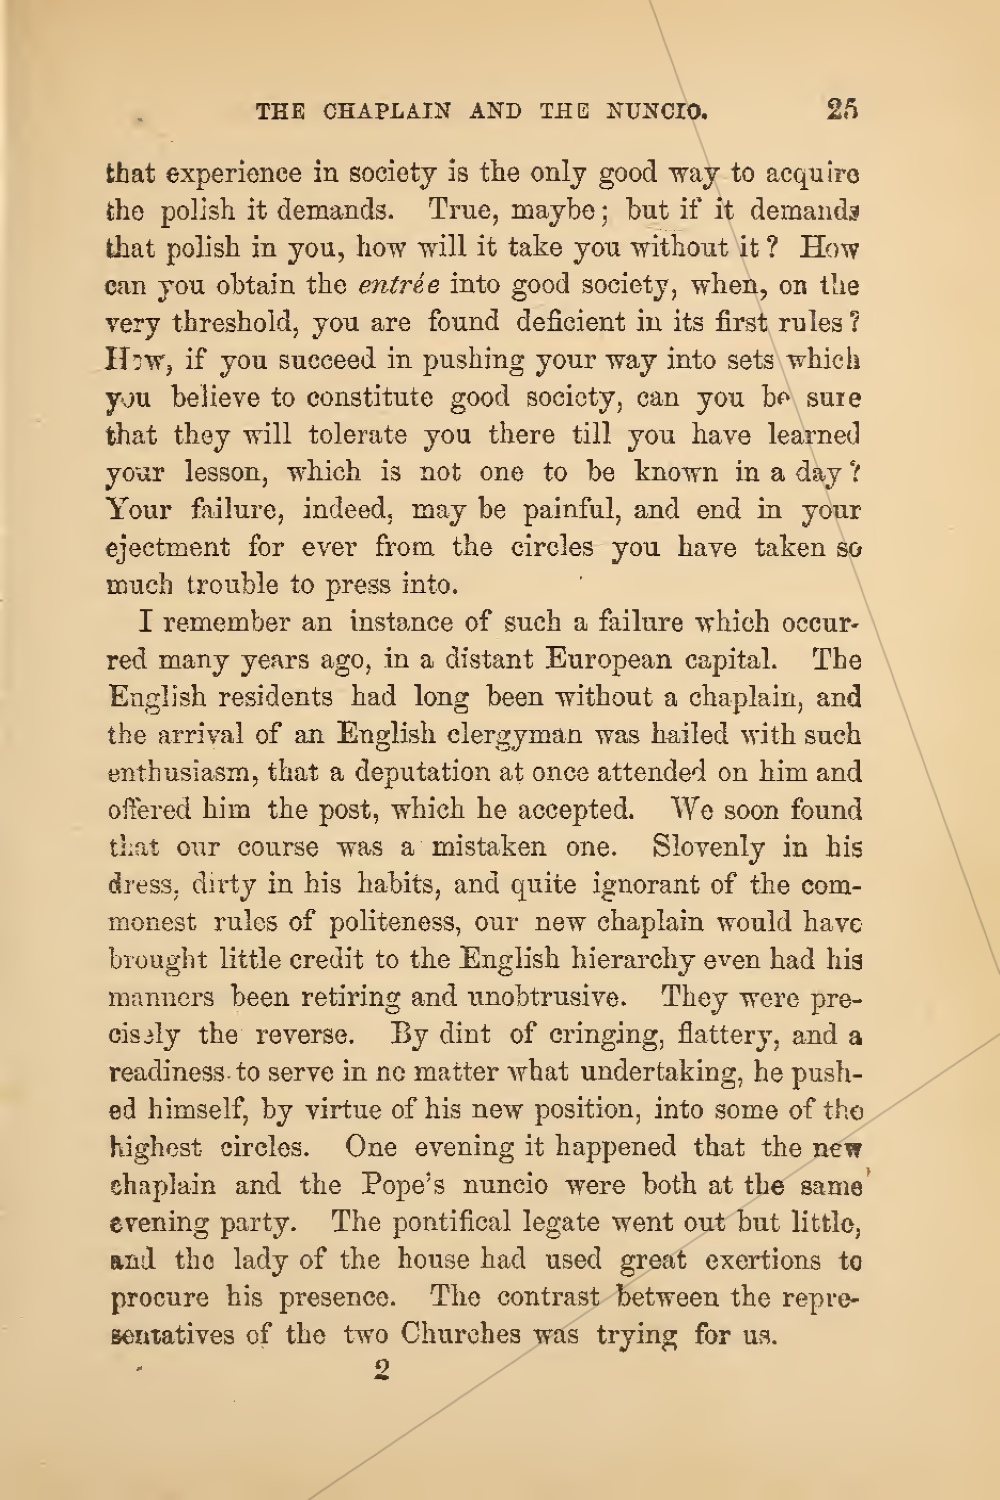 THE CHAPLAIN AND THE NUNCIO. 25
that experience in society is the only good way to acquire
the polish it demands. True, maybe; but if it demands
that polish in you, how will it take you without it? How
can you obtain the entrée into good society, when, on the
very threshold, you are found deficient in its first rules?
How, if you succeed in pushing your way into sets which
you believe to constitute good society, can you be sure
that they will tolerate you there till you have learned
your lesson, which is not one to be known in a day?
Your failure, indeed, may be painful, and end in your
ejectment for ever from the circles you have taken so
much trouble to press into.
I remember an instance of such a failure which occur-
red many years ago, in a distant European capital. The
English residents had long been without a chaplain, and
the arrival of an English clergyman was hailed with such
enthusiasm, that a deputation at once attended on him and
offered him the post, which he accepted. We soon found
that our course was a mistaken one. Slovenly in his
dress, dirty in his habits, and quite ignorant of the com-
monest rules of politeness, our new chaplain would have
brought little credit to the English hierarchy even had his
manners been retiring and unobtrusive. They were pre-
cisely the reverse. By dint of cringing, flattery, and a
readiness to serve in no matter what undertaking, he push-
ed himself, by virtue of his new position, into some of the
highest circles. One evening it happened that the new
chaplain and the Pope's nuncio were both at the same
evening party. The pontifical legate went out but little,
and the lady of the house had used great exertions to
procure his presence. The contrast between the repre-
sentatives of the two Churches was trying for us.
2